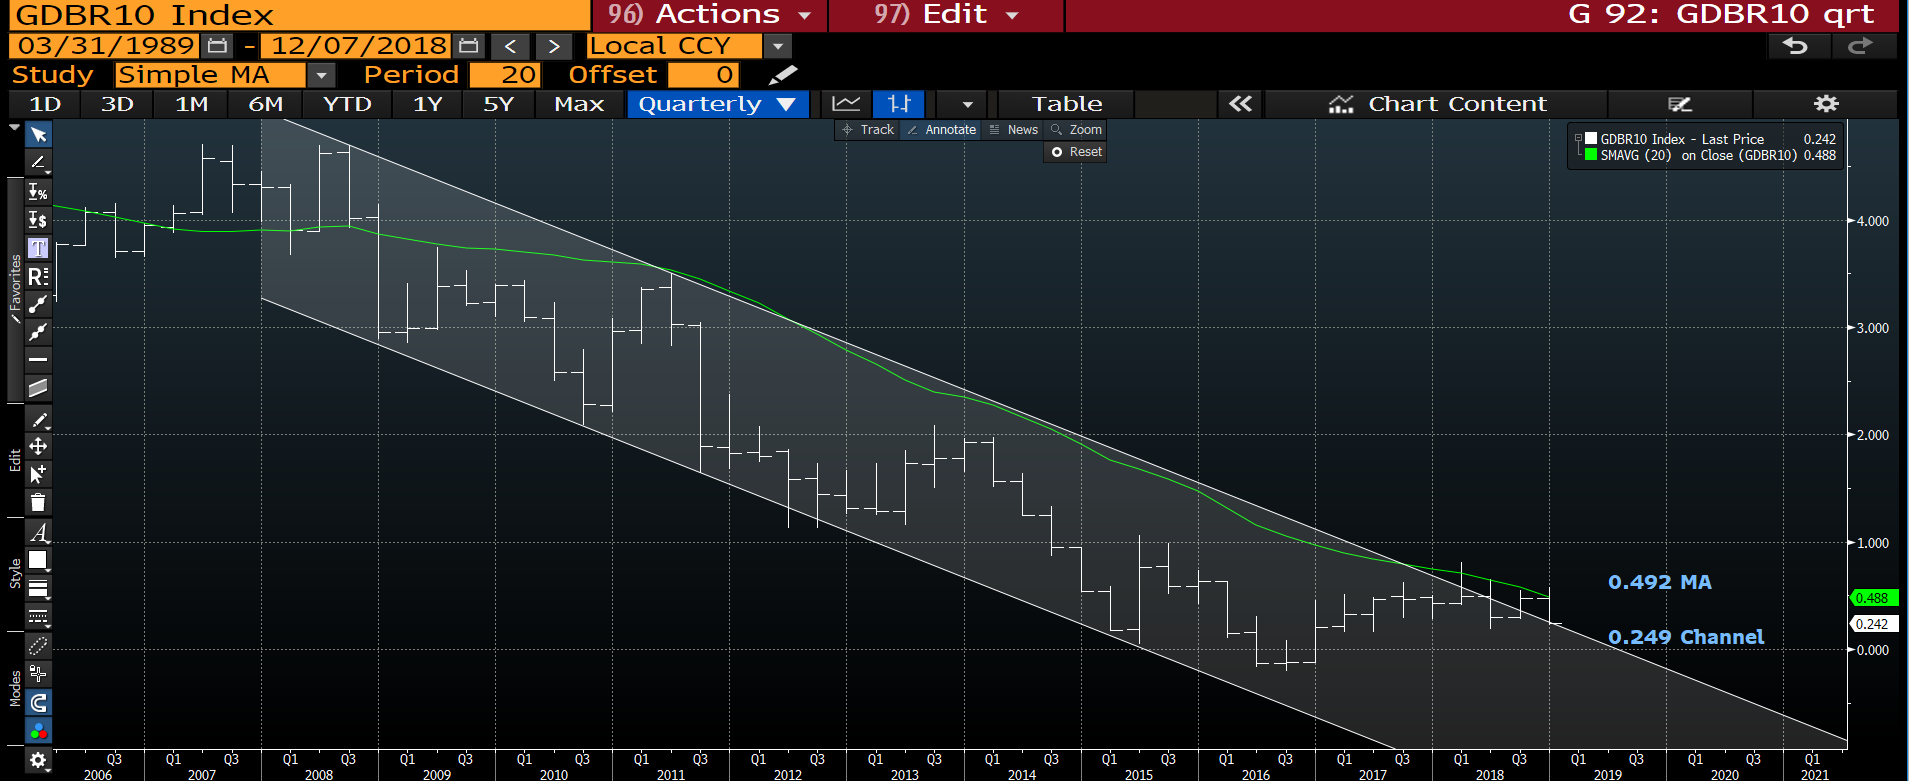 GDBR10 Index 96) Actions 97) Edit G 92: GDBR10 qrt
03/31/1989 - 12/07/2018 < > Local CCY
Study Simple MA Period 20 Offset 0
1D 3D 1M 6M YTD 1Y 5Y Max Quarterly Table Chart Content
Track Annotate News Zoom
Reset
GDBR10 Index - Last Price 0.242
SMAVG (20) on Close (GDBR10) 0.488
Favorites
Edit
Style
Modes
%
$
T
R
A
4.000
3.000
2.000
1.000
0.492 MA
0.488
0.242
0.249 Channel
0.000
Q3 Q1 Q3 Q1 Q3 Q1 Q3 Q1 Q3 Q1 Q3 Q1 Q3 Q1 Q3 Q1 Q3 Q1 Q3 Q1 Q3 Q1 Q3 Q1 Q3 Q1 Q3 Q1 Q3 Q1
2006 2007 2008 2009 2010 2011 2012 2013 2014 2015 2016 2017 2018 2019 2020 2021